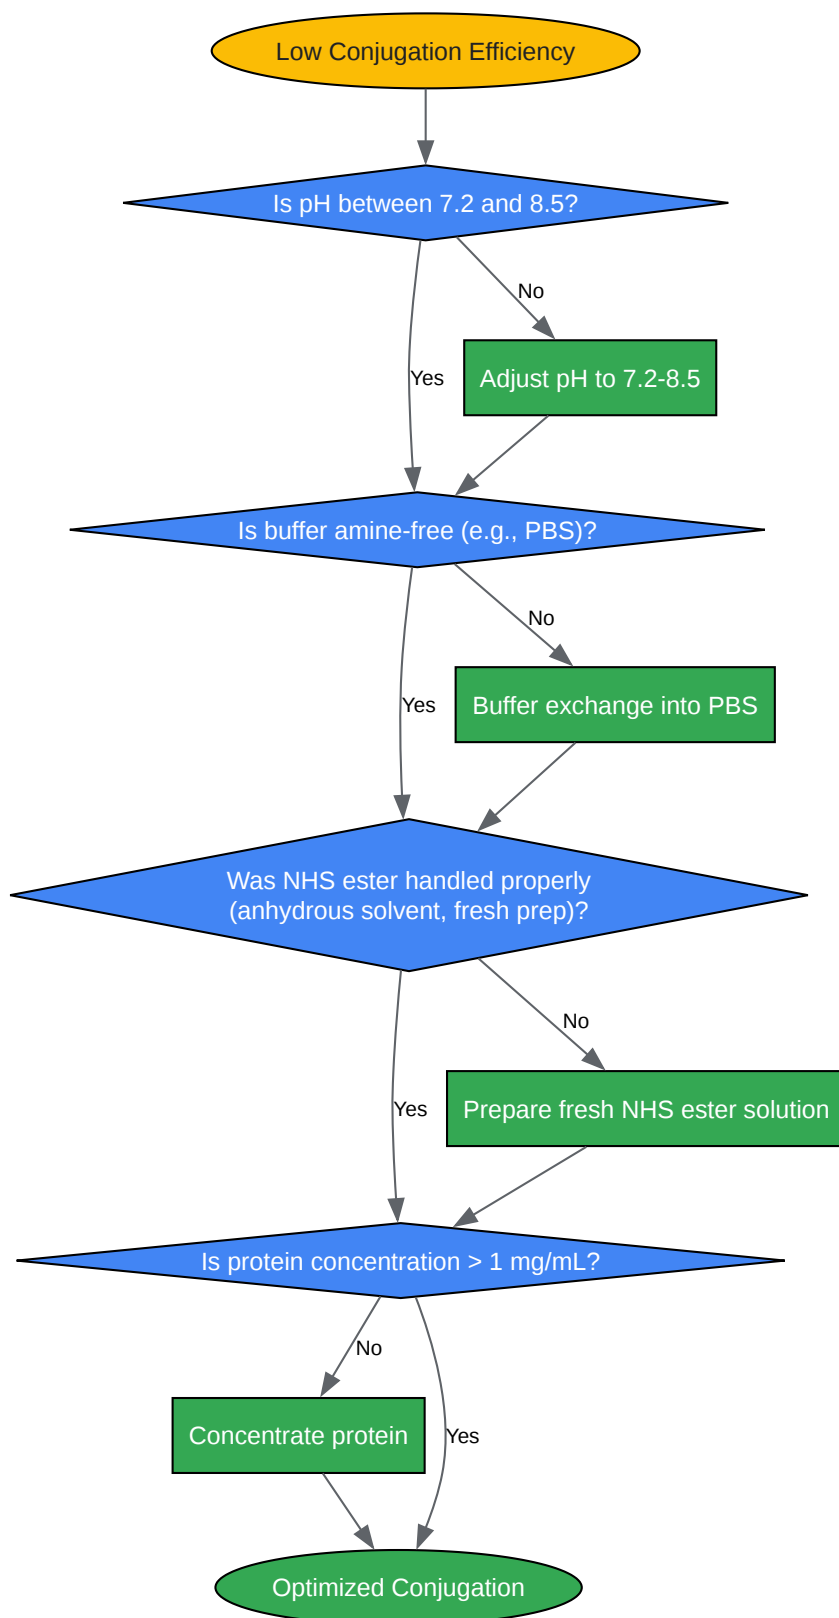 Low Conjugation Efficiency
Is pH between 7.2 and 8.5?
No
Adjust pH to 7.2-8.5
Yes
Is buffer amine-free (e.g., PBS)?
No
Buffer exchange into PBS
Yes
Was NHS ester handled properly
(anhydrous solvent, fresh prep)?
No
Prepare fresh NHS ester solution
Yes
Is protein concentration > 1 mg/mL?
No
Concentrate protein
Yes
Optimized Conjugation